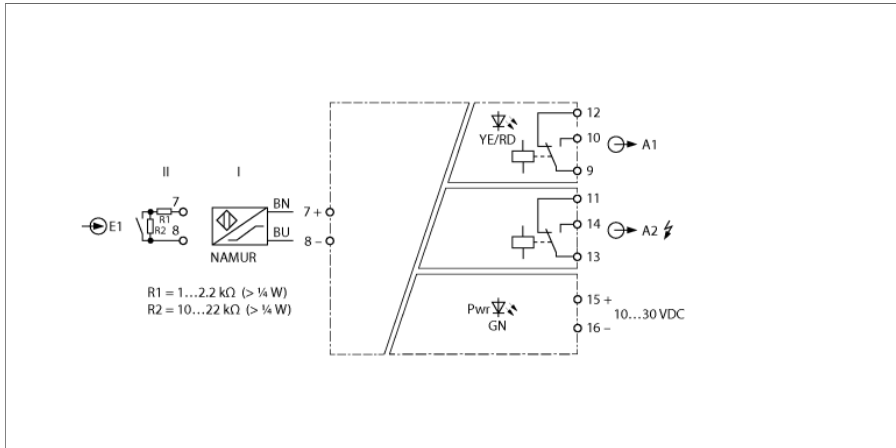 II
I
E1
7
R1
R2
8
BN
7 +
BU
8 –
NAMUR
R1 = 1...2.2 kΩ (> ¼ W)
R2 = 10...22 kΩ (> ¼ W)
YE/RD
12
10
9
A1
11
14
13
A2
Pwr
GN
15 +
16 –
10...30 VDC